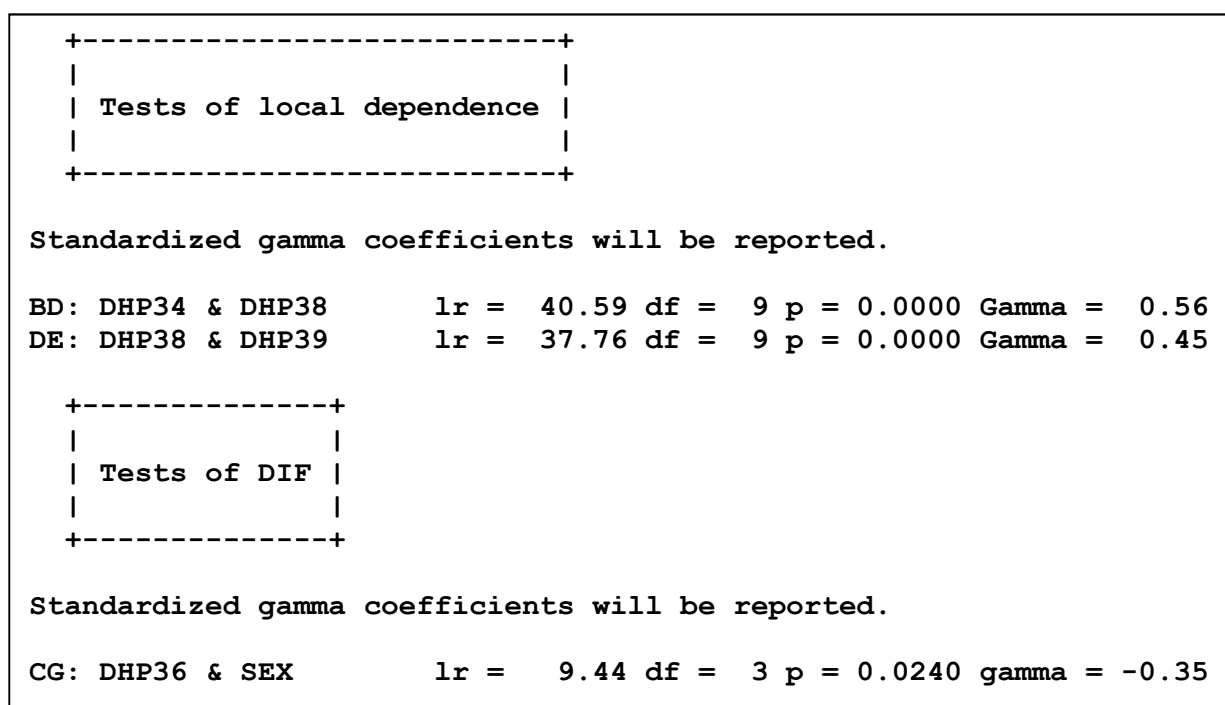 +---------------------------+
|                           |
| Tests of local dependence |
|                           |
+---------------------------+
Standardized gamma coefficients will be reported.
BD: DHP34 & DHP38      lr =  40.59 df =  9 p = 0.0000 Gamma =  0.56
DE: DHP38 & DHP39      lr =  37.76 df =  9 p = 0.0000 Gamma =  0.45
+--------------+
|              |
| Tests of DIF |
|              |
+--------------+
Standardized gamma coefficients will be reported.
CG: DHP36 & SEX        lr =   9.44 df =  3 p = 0.0240 gamma = -0.35